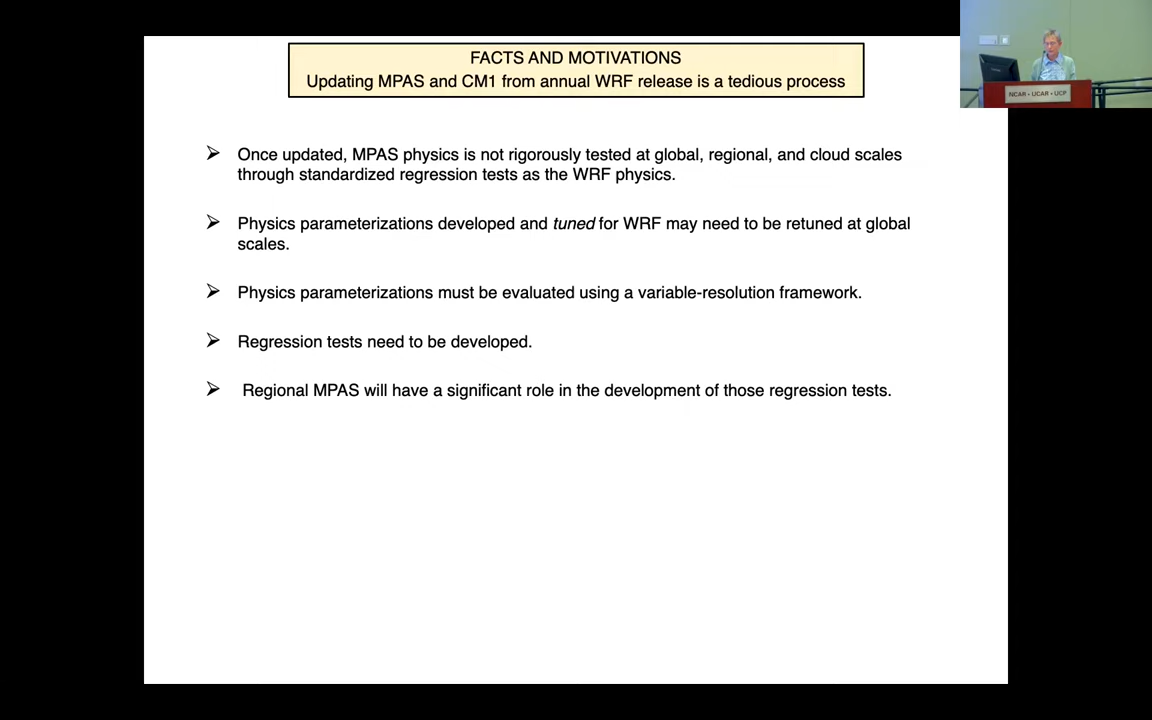 FACTS AND MOTIVATIONS
Updating MPAS and CM1 from annual WRF release is a tedious process
NCAR • UCAR • UCP
Once updated, MPAS physics is not rigorously tested at global, regional, and cloud scales
through standardized regression tests as the WRF physics.
Physics parameterizations developed and tuned for WRF may need to be retuned at global
scales.
Physics parameterizations must be evaluated using a variable-resolution framework.
Regression tests need to be developed.
Regional MPAS will have a significant role in the development of those regression tests.